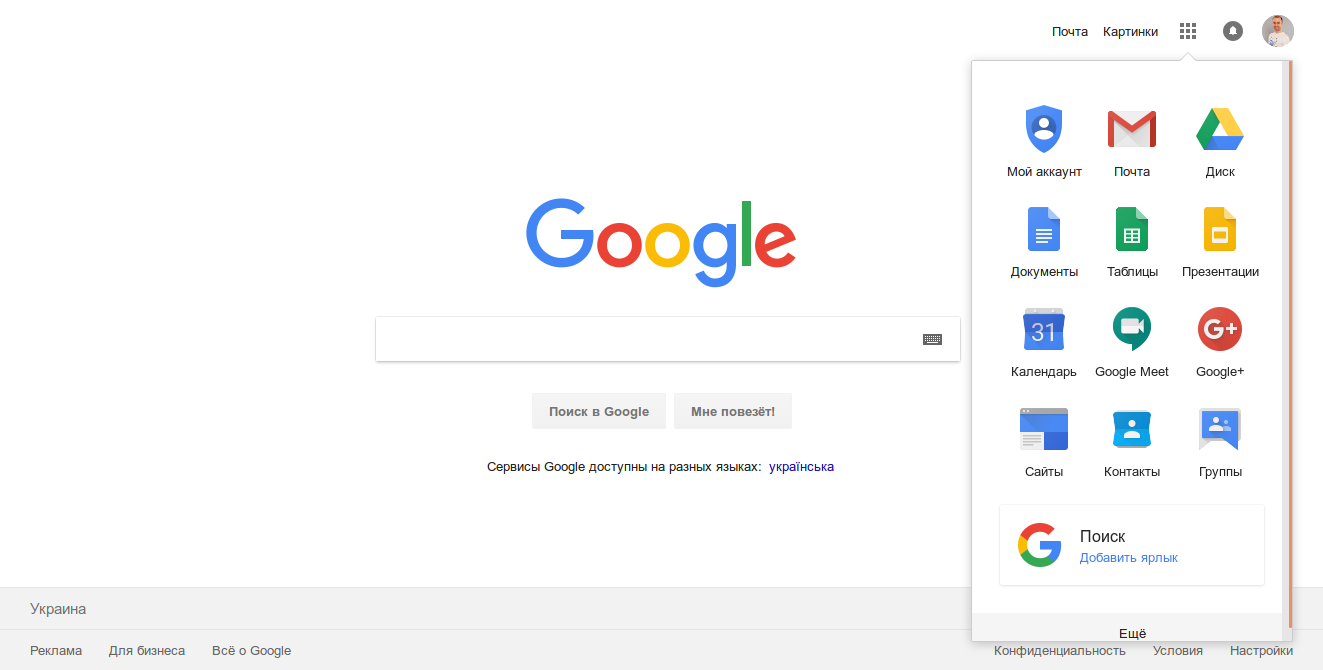 Почта Картинки
Мой аккаунт Почта Диск
Google
Документы Таблицы Презентации
31
G+
Календарь Google Meet Google+
Поиск в Google Мне повезёт!
Сервисы Google доступны на разных языках: українська
Сайты Контакты Группы
Поиск
Добавить ярлык
Украина
Ещё
Реклама Для бизнеса Всё о Google Конфиденциальность Условия Настройки